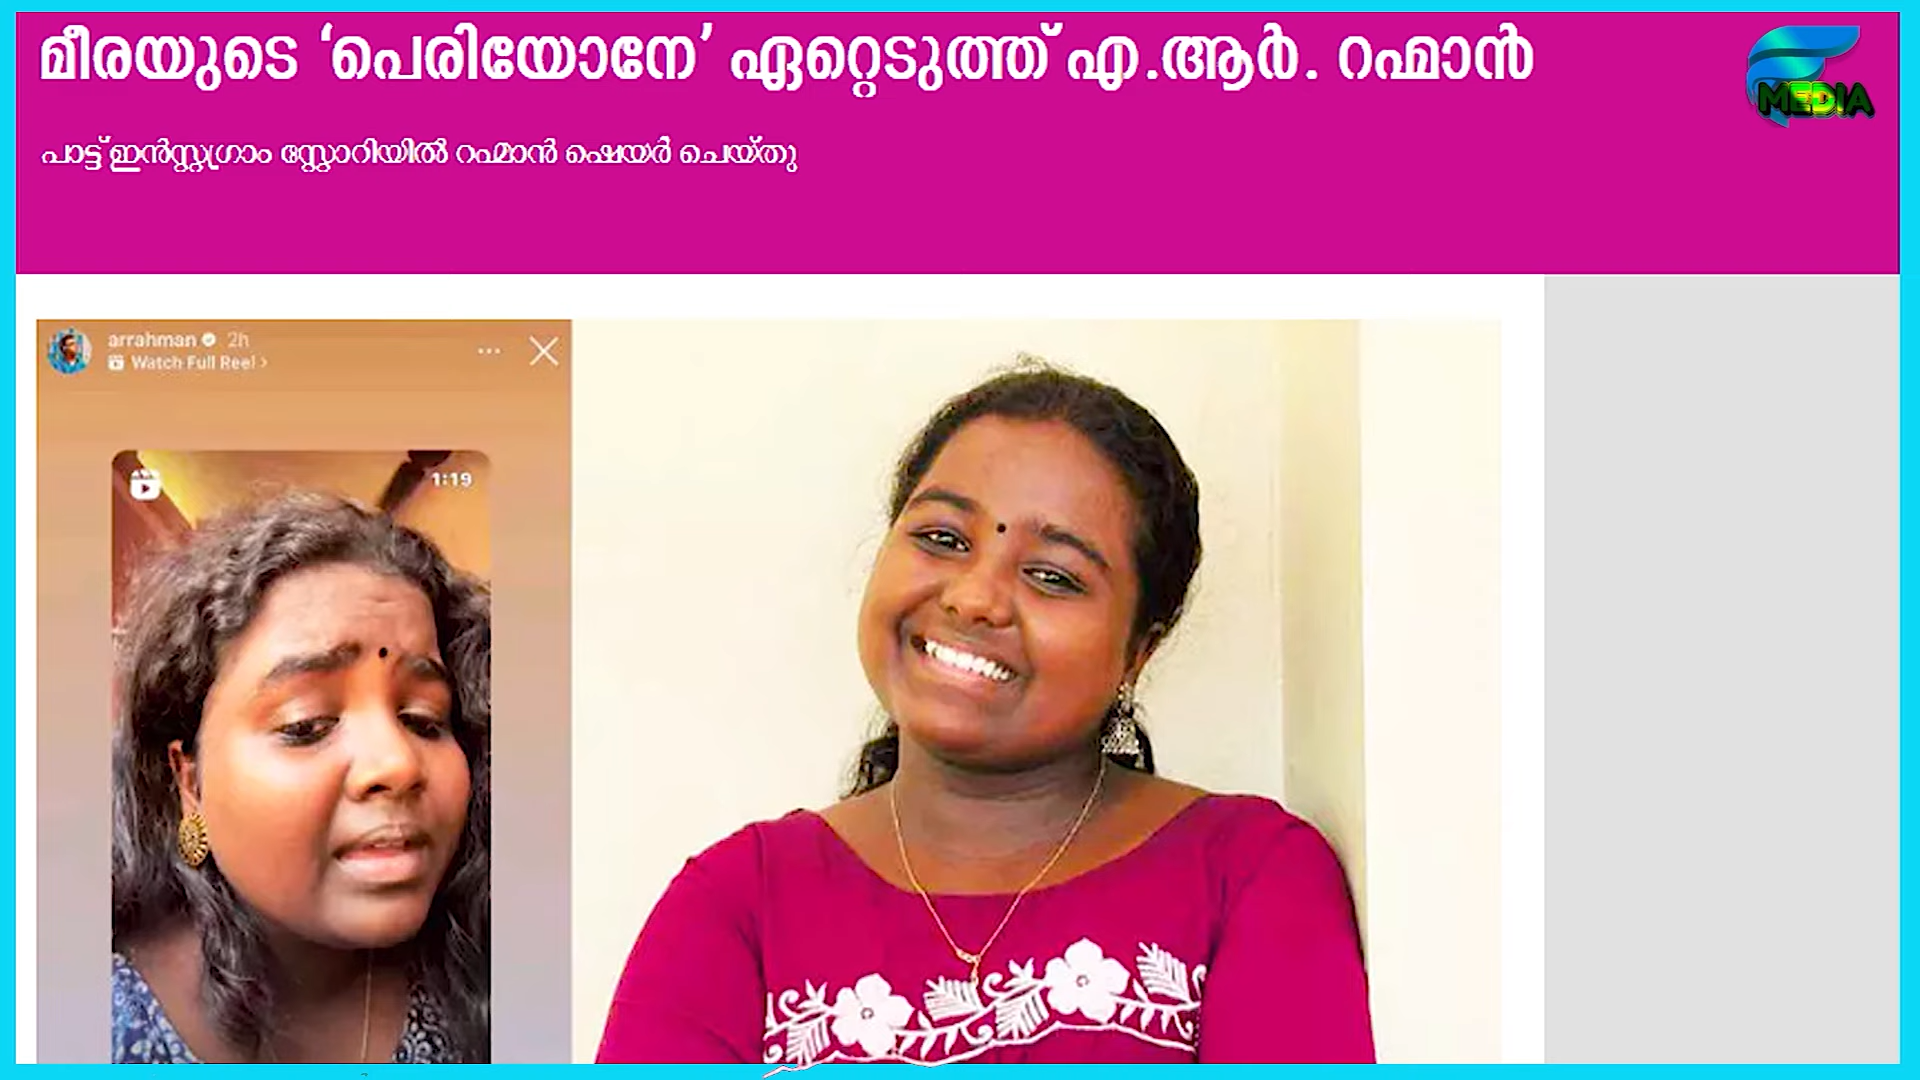 മീരയുടെ ‘പെരിയോനേ’ ഏറ്റെടുത്ത് എ.ആർ. റഹ്മാൻ
MEDIA
പാട്ട് ഇൻസ്റ്റഗ്രാം സ്റ്റോറിയിൽ റഹ്മാൻ ഷെയർ ചെയ്തു
arrahman 2h
Watch Full Reel >
1:19